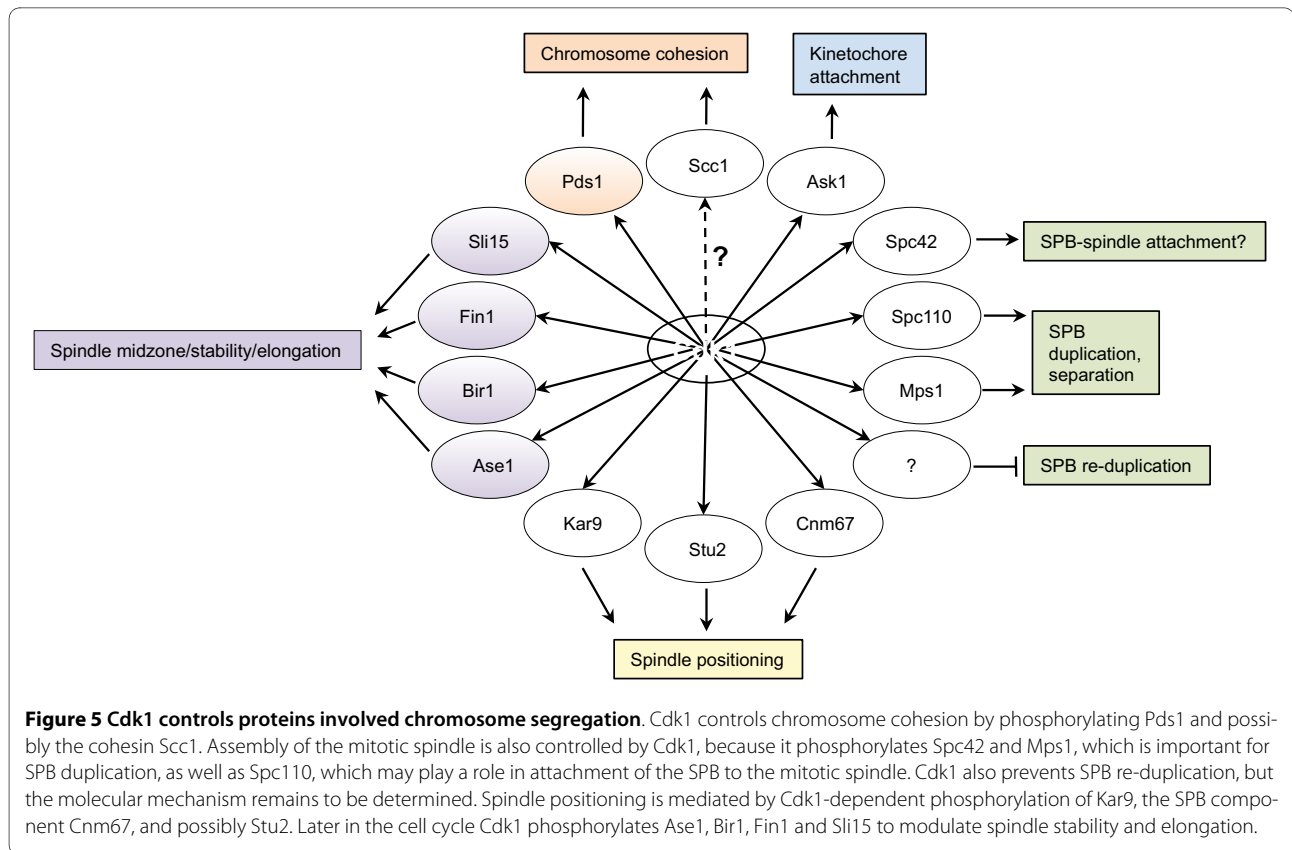 Chromosome cohesion
Kinetochore
attachment
Pds1
Scc1
Ask1
Sli15
Spc42
SPB-spindle attachment?
?
Fin1
Spc110
SPB
duplication,
separation
Spindle midzone/stability/elongation
Bir1
Mps1
Ase1
?
SPB re-duplication
Kar9
Stu2
Cnm67
Spindle positioning
Figure 5 Cdk1 controls proteins involved chromosome segregation. Cdk1 controls chromosome cohesion by phosphorylating Pds1 and possi-
bly the cohesin Scc1. Assembly of the mitotic spindle is also controlled by Cdk1, because it phosphorylates Spc42 and Mps1, which is important for
SPB duplication, as well as Spc110, which may play a role in attachment of the SPB to the mitotic spindle. Cdk1 also prevents SPB re-duplication, but
the molecular mechanism remains to be determined. Spindle positioning is mediated by Cdk1-dependent phosphorylation of Kar9, the SPB compo-
nent Cnm67, and possibly Stu2. Later in the cell cycle Cdk1 phosphorylates Ase1, Bir1, Fin1 and Sli15 to modulate spindle stability and elongation.